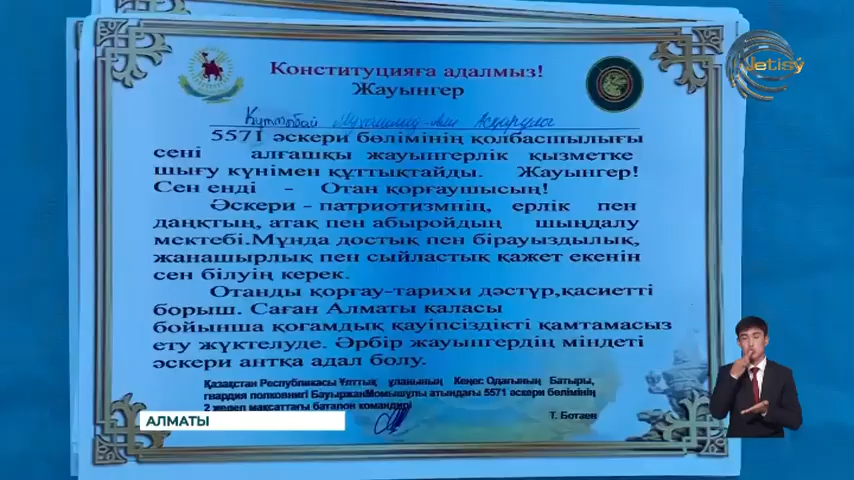 Jetisý
Конституцияға адалмыз!
Жауынгер
5571 әскери бөлімінің қолбасшылығы
сені алғашқы жауынгерлік қызметке
шығу күнімен құттықтайды. Жауынгер!
Сен енді - Отан қорғаушысың!
Әскери - патриотизмнің, ерлік пен
даңқтың, атақ пен абыройдың шыңдалу
мектебі.Мұнда достық пен бірауыздылық,
жанашырлық пен сыйластық қажет екенін
сен білуің керек.
Отанды қорғау-тарихи дәстүр,қасиетті
борыш. Саған Алматы қаласы
бойынша қоғамдық қауіпсіздікті қамтамасыз
ету жүктелуде. Әрбір жауынгердің міндеті
әскери антқа адал болу.
Қазақстан Республикасы Ұлттық ұланының Кеңес Одағының Батыры,
гвардия полковнигі Бауыржан Момышұлы атындағы 5571 әскери бөлімінің
2 жедел мақсаттағы батальон командирі
Т. Ботаев
АЛМАТЫ